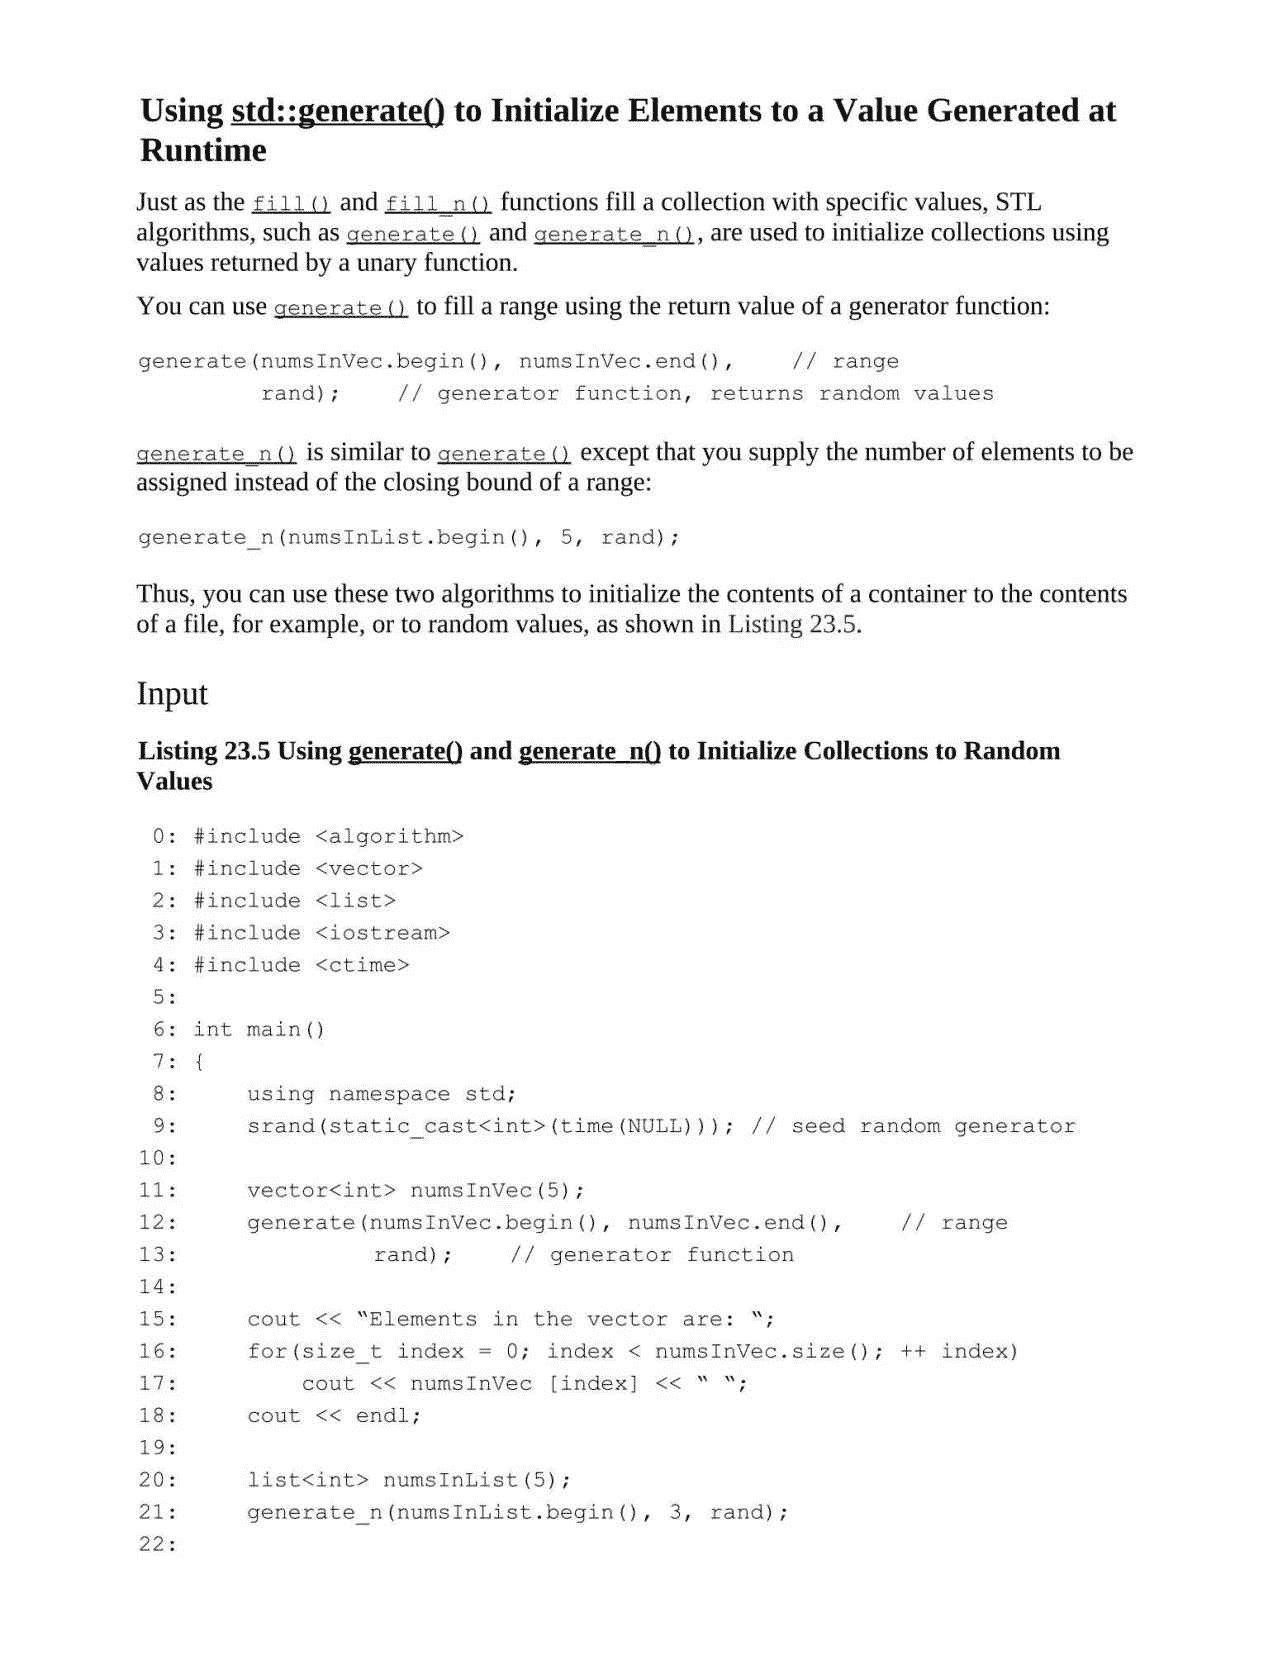 Using std::generate() to Initialize Elements to a Value Generated at
Runtime
Just as the fill() and fill_n() functions fill a collection with specific values, STL
algorithms, such as generate() and generate_n(), are used to initialize collections using
values returned by a unary function.
You can use generate() to fill a range using the return value of a generator function:
generate(numsInVec.begin(), numsInVec.end(),    // range
         rand);    // generator function, returns random values
generate_n() is similar to generate() except that you supply the number of elements to be
assigned instead of the closing bound of a range:
generate_n(numsInList.begin(), 5, rand);
Thus, you can use these two algorithms to initialize the contents of a container to the contents
of a file, for example, or to random values, as shown in Listing 23.5.
Input
Listing 23.5 Using generate() and generate_n() to Initialize Collections to Random
Values
 0: #include <algorithm>
 1: #include <vector>
 2: #include <list>
 3: #include <iostream>
 4: #include <ctime>
 5:
 6: int main()
 7: {
 8:     using namespace std;
 9:     srand(static_cast<int>(time(NULL))); // seed random generator
10:
11:     vector<int> numsInVec(5);
12:     generate(numsInVec.begin(), numsInVec.end(),    // range
13:              rand);    // generator function
14:
15:     cout << “Elements in the vector are: “;
16:     for(size_t index = 0; index < numsInVec.size(); ++ index)
17:         cout << numsInVec [index] << “ “;
18:     cout << endl;
19:
20:     list<int> numsInList(5);
21:     generate_n(numsInList.begin(), 3, rand);
22: